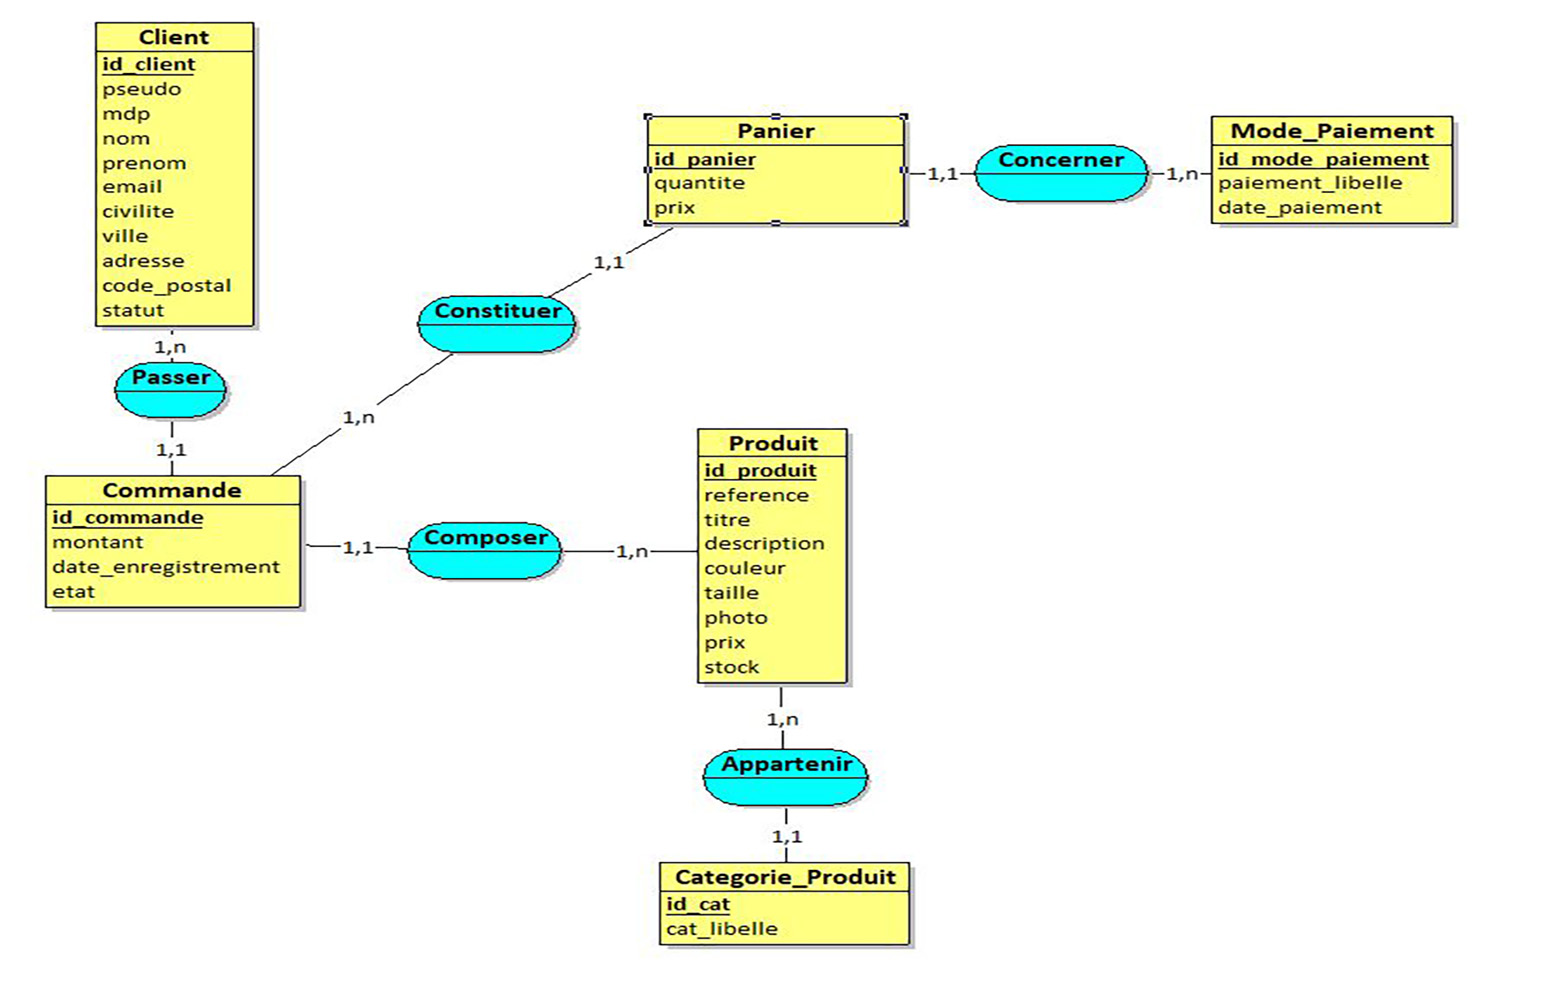 Client
id_client
pseudo
mdp
nom
prenom
email
civilite
ville
adresse
code_postal
statut
1,n
Passer
1,1
Commande
id_commande
montant
date_enregistrement
etat
1,n
Constituer
1,1
Panier
id_panier
quantite
prix
1,1
Concerner
1,n
Mode_Paiement
id_mode_paiement
paiement_libelle
date_paiement
1,1
Composer
1,n
Produit
id_produit
reference
titre
description
couleur
taille
photo
prix
stock
1,n
Appartenir
1,1
Categorie_Produit
id_cat
cat_libelle